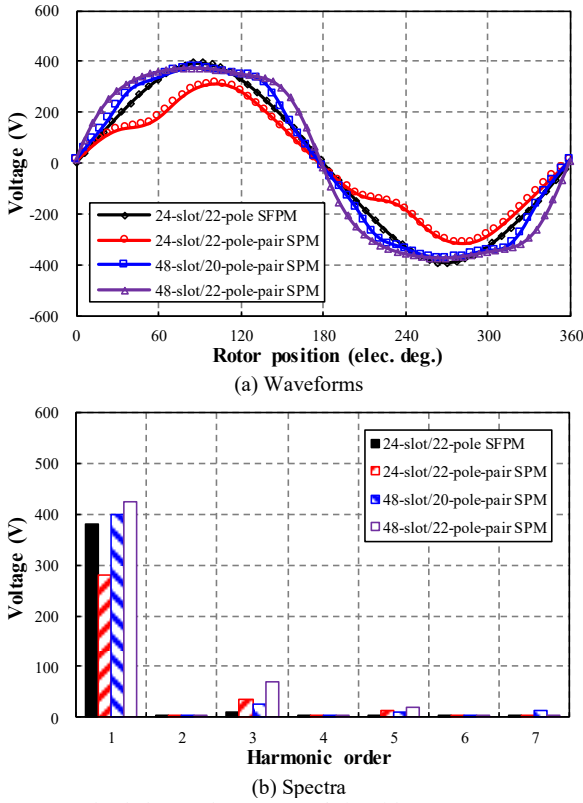 600
400
200
0
-200
-400
-600
Voltage (V)
24-slot/22-pole SFPM
24-slot/22-pole-pair SPM
48-slot/20-pole-pair SPM
48-slot/22-pole-pair SPM
0 60 120 180 240 300 360
Rotor position (elec. deg.)
(a) Waveforms
600
500
400
300
200
100
0
Voltage (V)
24-slot/22-pole SFPM
24-slot/22-pole-pair SPM
48-slot/20-pole-pair SPM
48-slot/22-pole-pair SPM
1 2 3 4 5 6 7
Harmonic order
(b) Spectra